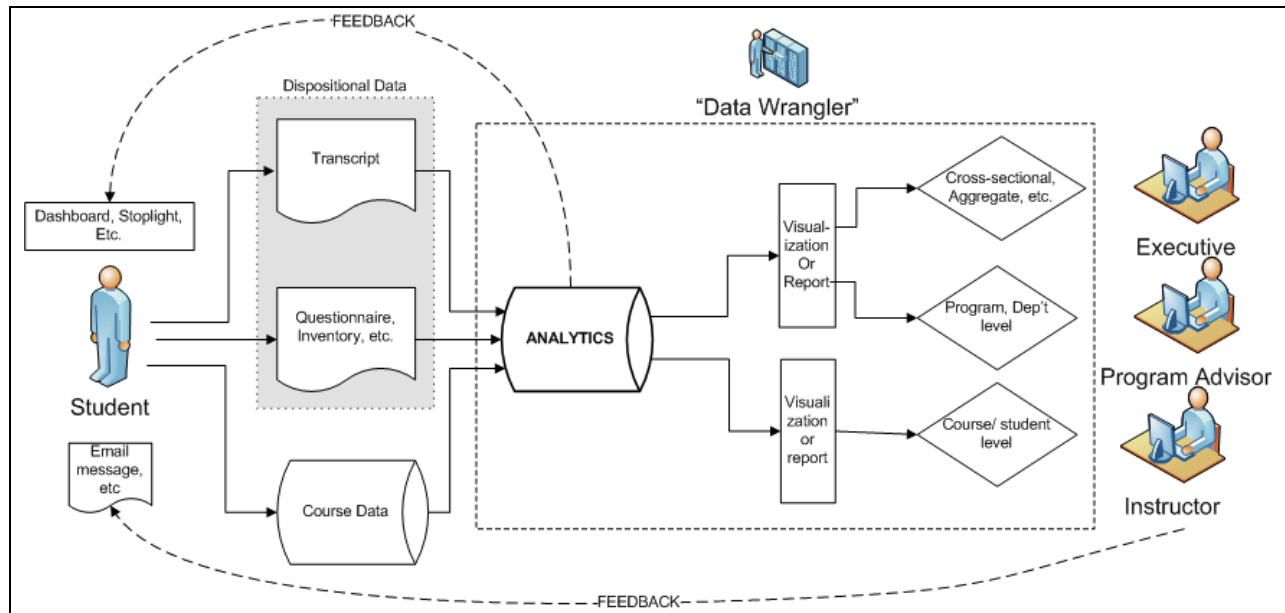 FEEDBACK
Dispositional Data
Transcript
Dashboard, Stoplight,
Etc.
Questionnaire,
Inventory, etc.
Student
Email
message,
etc
Course Data
ANALYTICS
"Data Wrangler"
Visual-
ization
Or
Report
Visuali
zation
or
report
Cross-sectional,
Aggregate, etc.
Program, Dep't
level
Course/ student
level
Executive
Program Advisor
Instructor
FEEDBACK